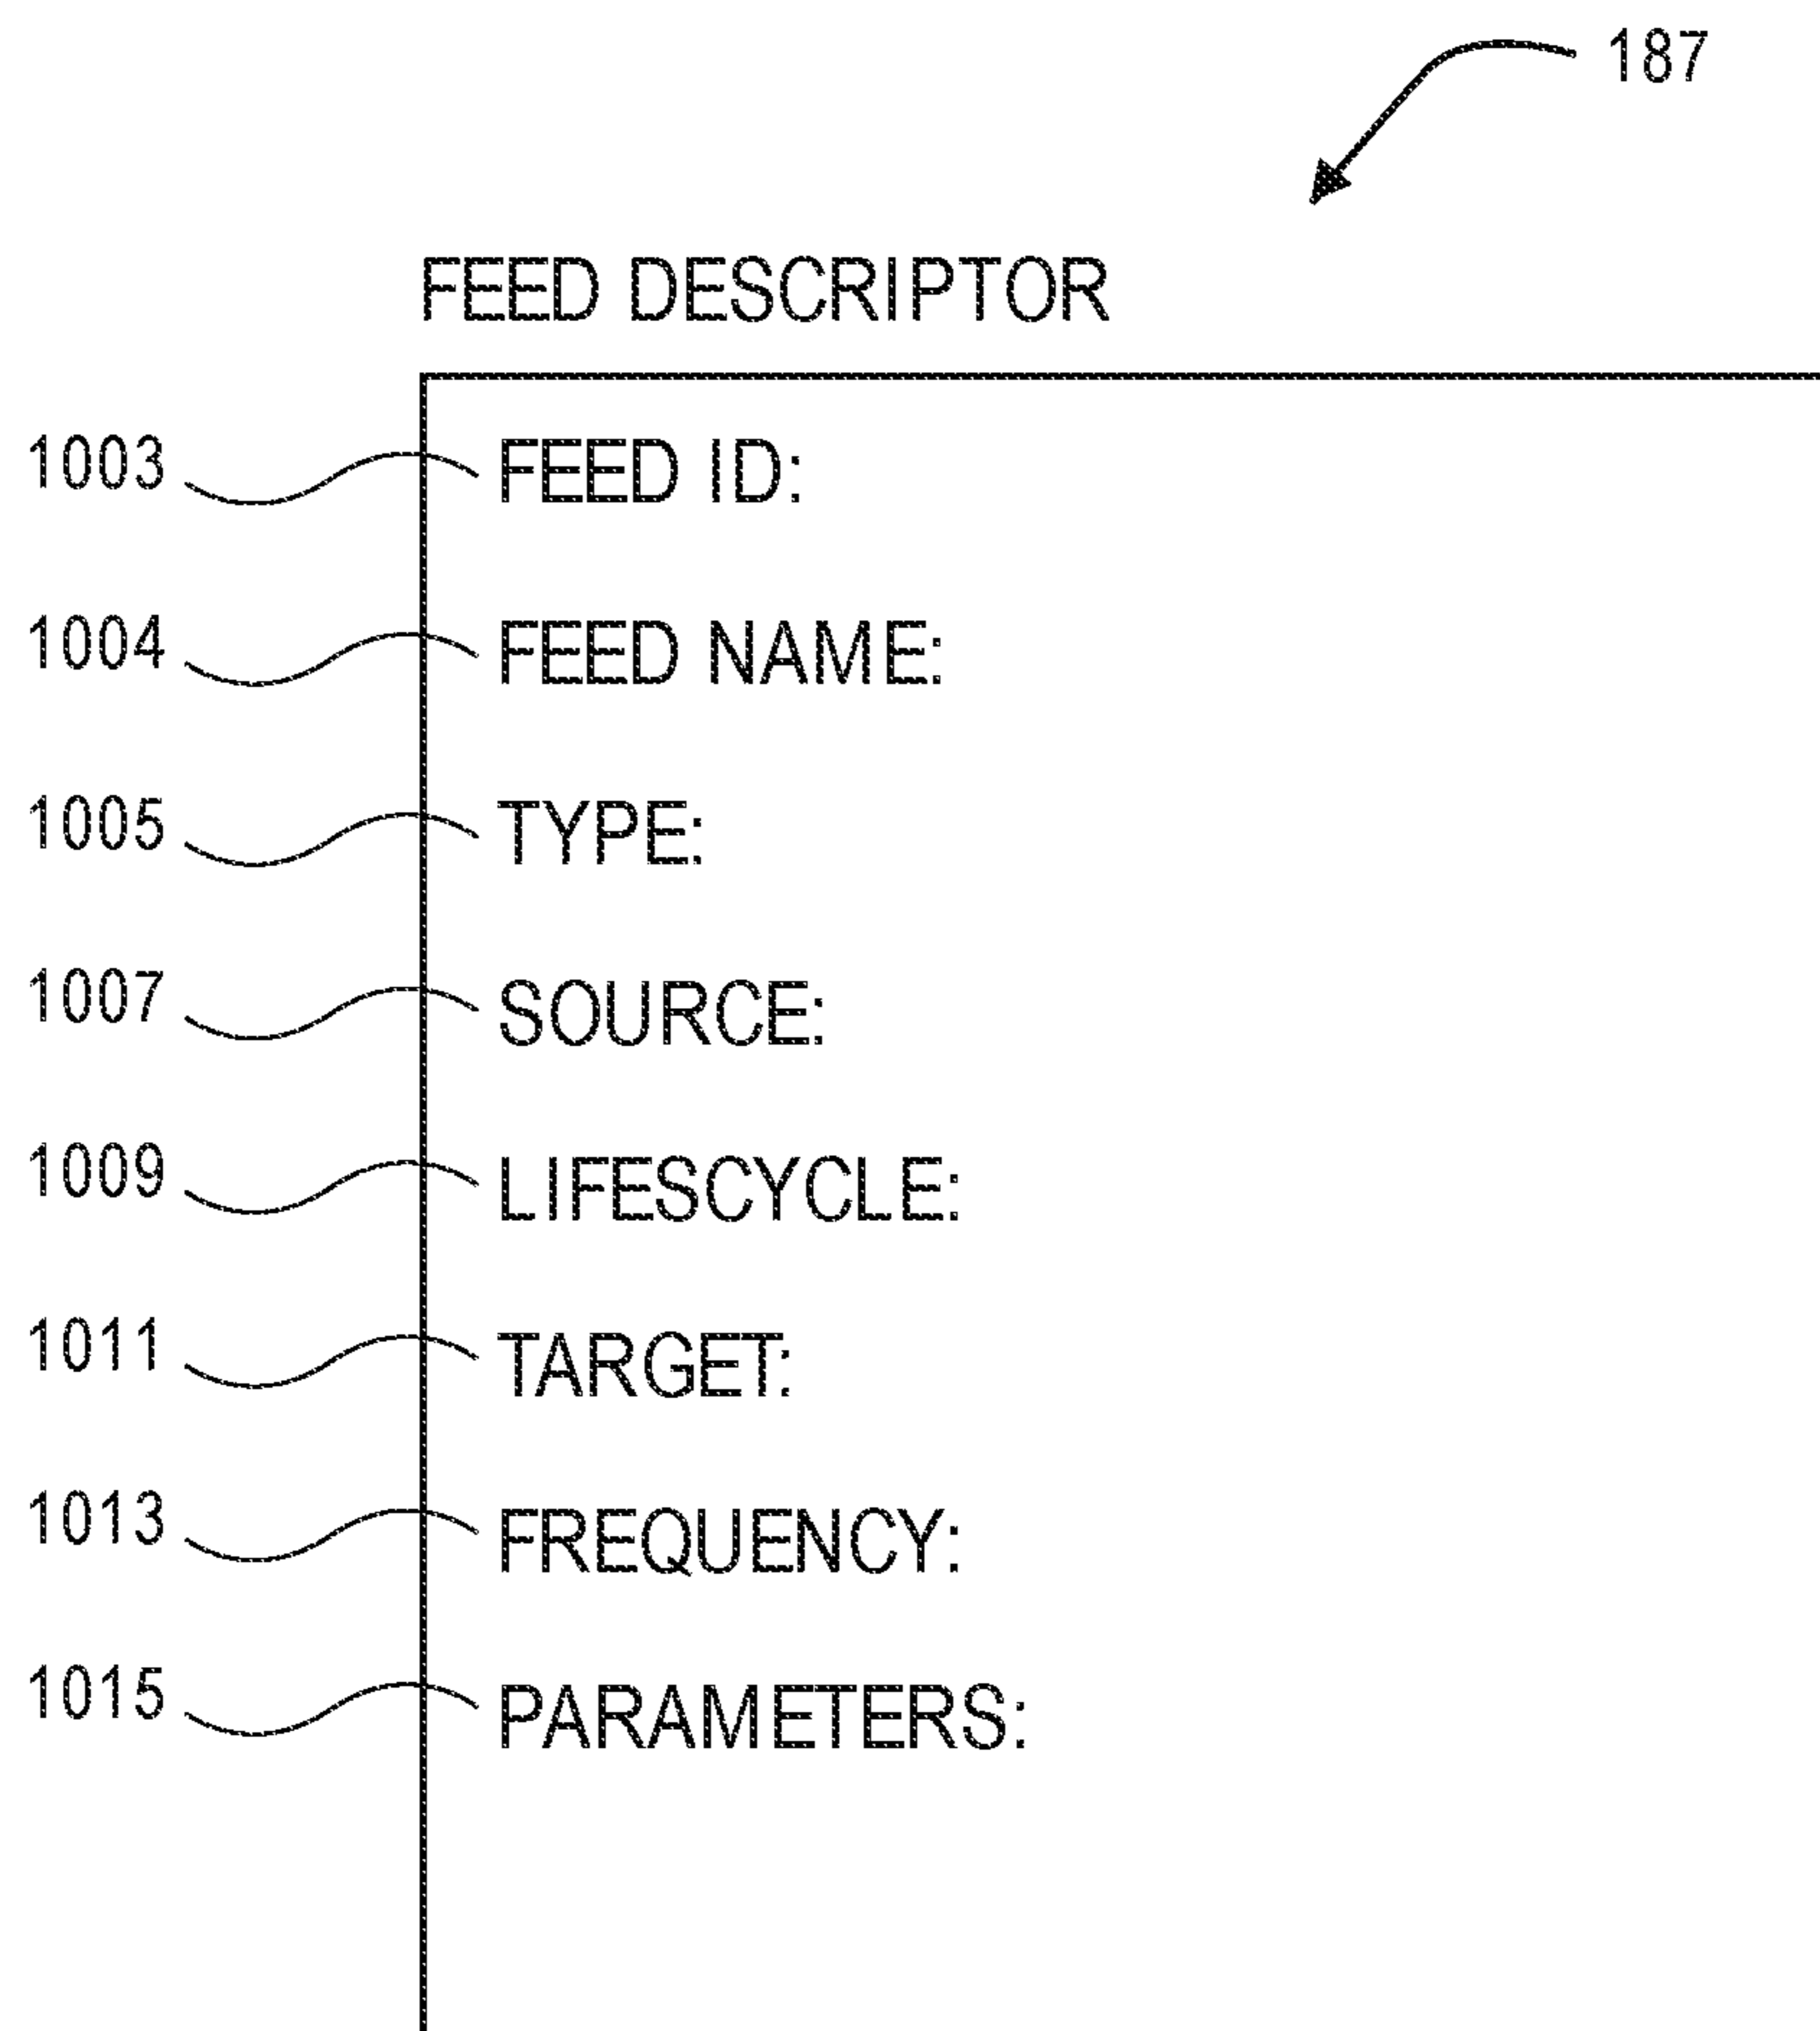 187
FEED DESCRIPTOR
1003 FEED ID:
1004 FEED NAME:
1005 TYPE:
1007 SOURCE:
1009 LIFESCYCLE:
1011 TARGET:
1013 FREQUENCY:
1015 PARAMETERS: